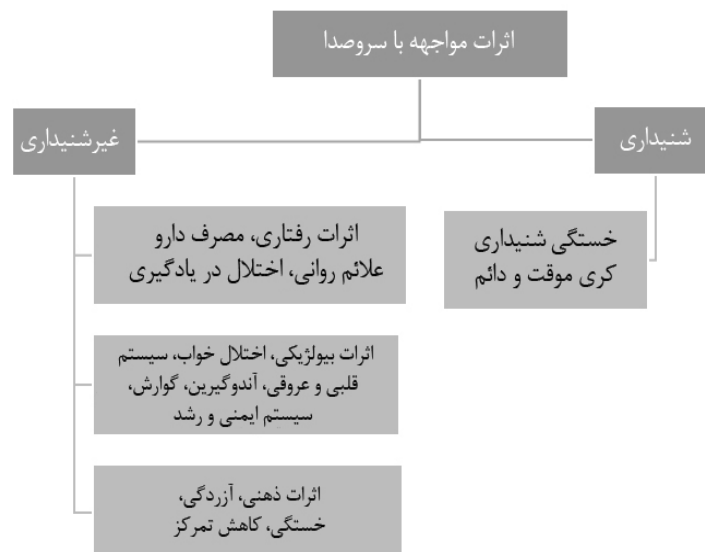 اثرات مواجهه با سروصدا
شنیداری
خستگی شنیداری
کری موقت و دائم
غیرشنیداری
اثرات رفتاری، مصرف دارو
علائم روانی، اختلال در یادگیری
اثرات بیولژیکی، اختلال خواب، سیستم
قلبی و عروقی، آندوگیرین، گوارش،
سیستم ایمنی و رشد
اثرات ذهنی، آزردگی،
خستگی، کاهش تمرکز